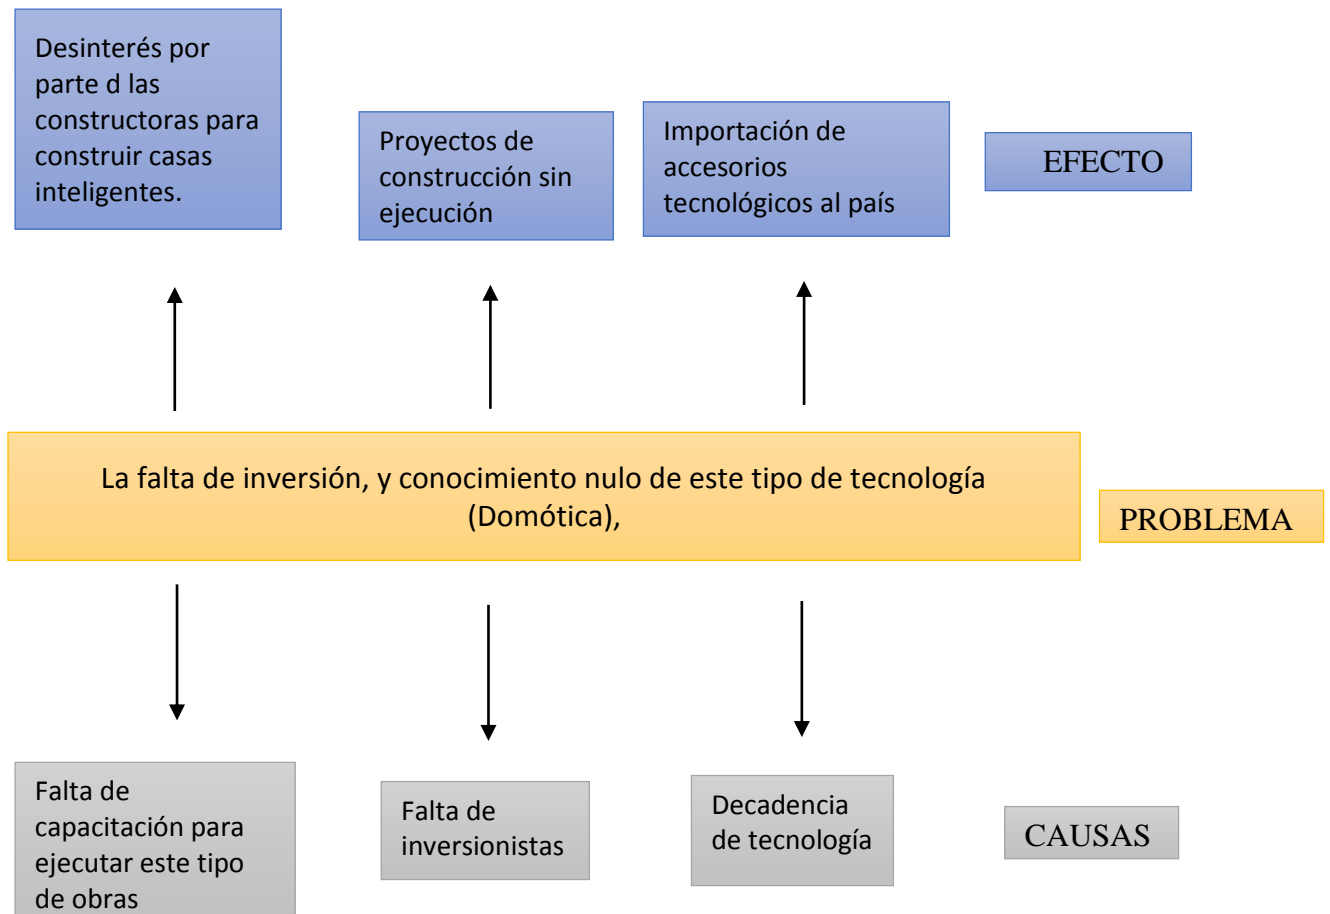 Desinterés por
parte d las
constructoras para
construir casas
inteligentes.
Proyectos de
construcción sin
ejecución
Importación de
accesorios
tecnológicos al país
EFECTO
La falta de inversión, y conocimiento nulo de este tipo de tecnología
(Domótica),
PROBLEMA
Falta de
capacitación para
ejecutar este tipo
de obras
Falta de
inversionistas
Decadencia
de tecnología
CAUSAS